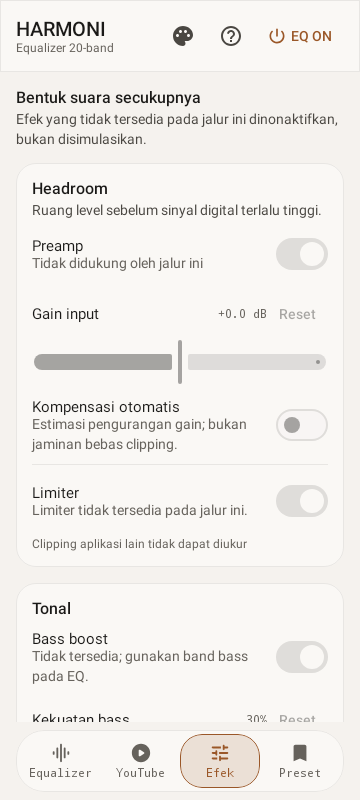 HARMONI
Equalizer 20-band
EQ ON
Bentuk suara secukupnya
Efek yang tidak tersedia pada jalur ini dinonaktifkan,
bukan disimulasikan.
Headroom
Ruang level sebelum sinyal digital terlalu tinggi.
Preamp
Tidak didukung oleh jalur ini
Gain input +0.0 dB Reset
Kompensasi otomatis
Estimasi pengurangan gain; bukan
jaminan bebas clipping.
Limiter
Limiter tidak tersedia pada jalur ini.
Clipping aplikasi lain tidak dapat diukur
Tonal
Bass boost
Tidak tersedia; gunakan band bass
pada EQ.
Kekuatan bass 30% Reset
Equalizer YouTube Efek Preset